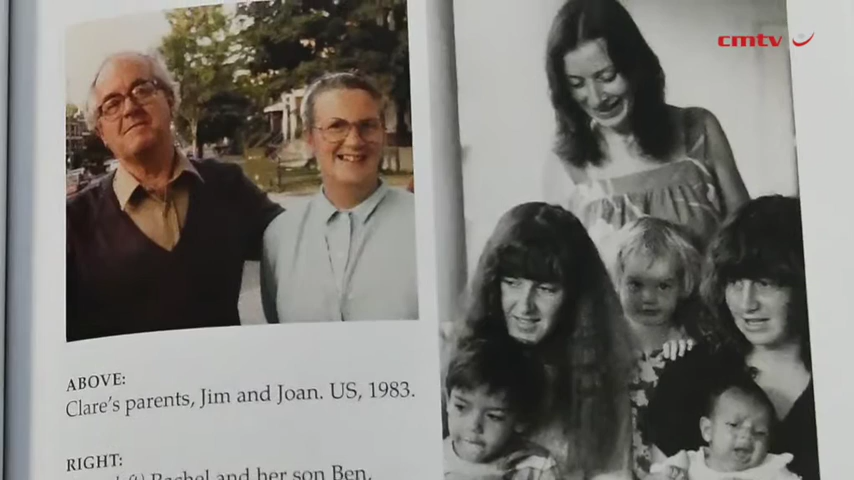 cmtv
ABOVE:
Clare's parents, Jim and Joan. US, 1983.
RIGHT:
Rachel and her son Ben,